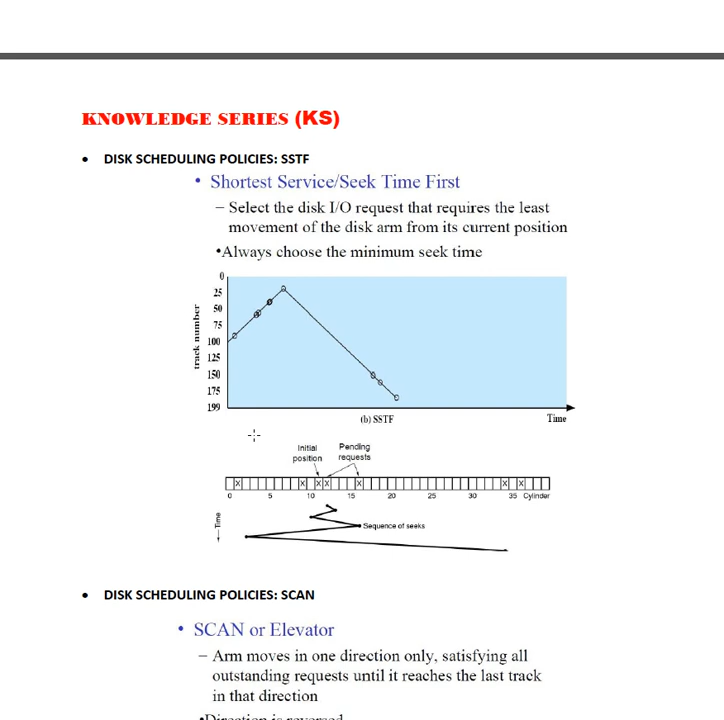 KNOWLEDGE SERIES (KS)
• DISK SCHEDULING POLICIES: SSTF
• Shortest Service/Seek Time First
– Select the disk I/O request that requires the least
movement of the disk arm from its current position
•Always choose the minimum seek time
0
25
50
75
100
125
150
175
199
track number
(b) SSTF
Time
Initial
position
Pending
requests
X X X X X X X
0 5 10 15 20 25 30 35 Cylinder
Time
Sequence of seeks
• DISK SCHEDULING POLICIES: SCAN
• SCAN or Elevator
– Arm moves in one direction only, satisfying all
outstanding requests until it reaches the last track
in that direction
•Direction is reversed